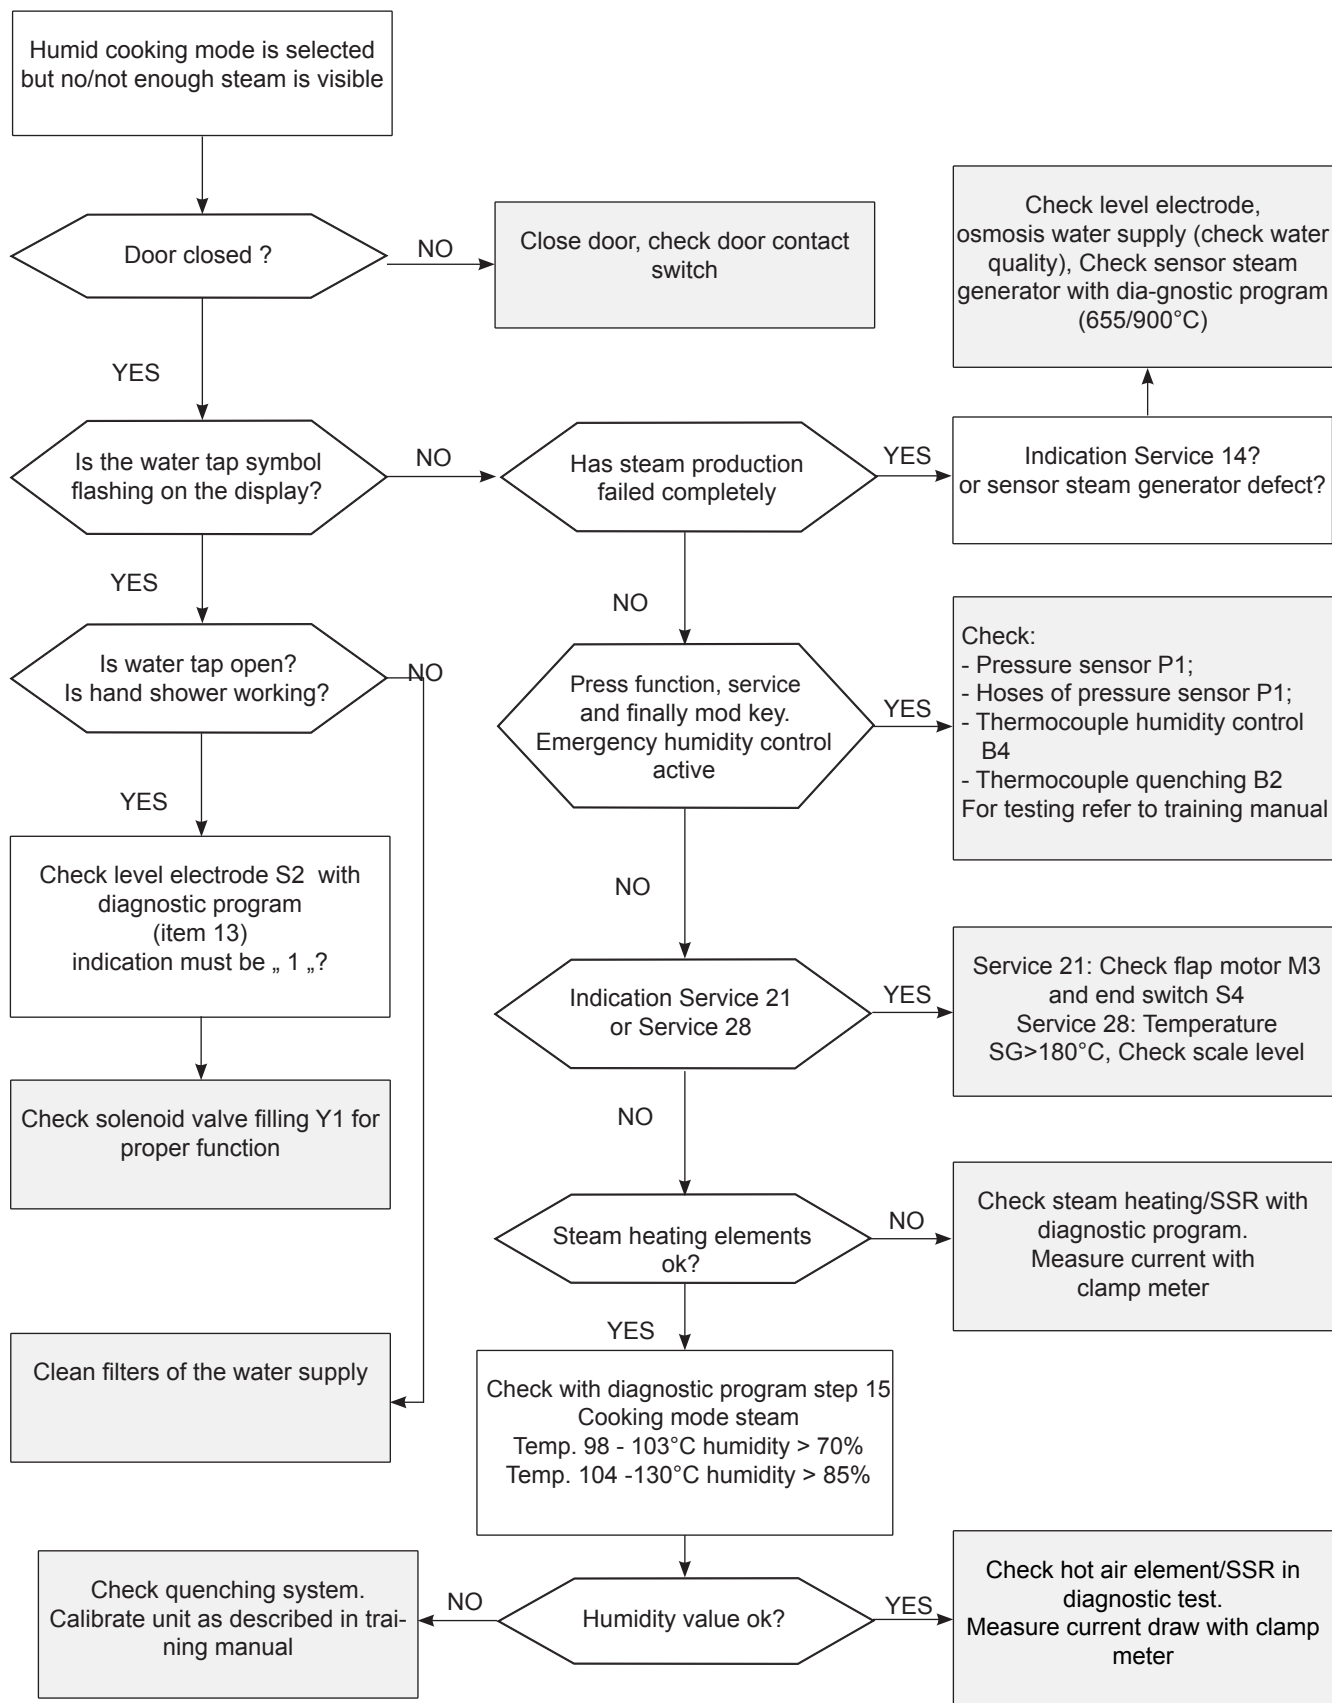 Humid cooking mode is selected
but no/not enough steam is visible
Door closed ?
NO
Close door, check door contact
switch
Check level electrode,
osmosis water supply (check water
quality), Check sensor steam
generator with dia-gnostic program
(655/900°C)
YES
Is the water tap symbol
flashing on the display?
NO
Has steam production
failed completely
YES
Indication Service 14?
or sensor steam generator defect?
YES
NO
Is water tap open?
Is hand shower working?
NO
Press function, service
and finally mod key.
Emergency humidity control
active
YES
Check:
- Pressure sensor P1;
- Hoses of pressure sensor P1;
- Thermocouple humidity control
B4
- Thermocouple quenching B2
For testing refer to training manual
YES
Check level electrode S2  with
diagnostic program
(item 13)
indication must be „ 1 „?
NO
Indication Service 21
or Service 28
YES
Service 21: Check flap motor M3
and end switch S4
Service 28: Temperature
SG>180°C, Check scale level
Check solenoid valve filling Y1 for
proper function
NO
Steam heating elements
ok?
NO
Check steam heating/SSR with
diagnostic program.
Measure current with
clamp meter
YES
Clean filters of the water supply
Check with diagnostic program step 15
Cooking mode steam
Temp. 98 - 103°C humidity > 70%
Temp. 104 -130°C humidity > 85%
Check quenching system.
Calibrate unit as described in trai-
ning manual
NO
Humidity value ok?
YES
Check hot air element/SSR in
diagnostic test.
Measure current draw with clamp
meter